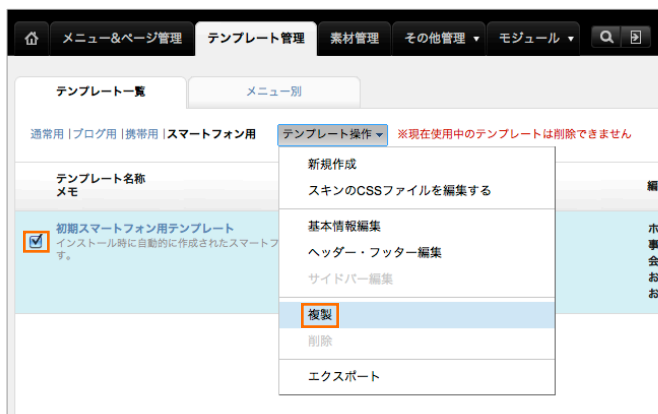 メニュー&ページ管理 テンプレート管理 素材管理 その他管理 ▼ モジュール ▼
テンプレート一覧 メニュー別
通常用 | ブログ用 | 携帯用 | スマートフォン用 テンプレート操作 ▼ ※現在使用中のテンプレートは削除できません
テンプレート名称
メモ
編
初期スマートフォン用テンプレート
インストール時に自動的に作成されたスマートフ
す。
ホ
事
会
お
お
新規作成
スキンのCSSファイルを編集する
基本情報編集
ヘッダー・フッター編集
サイドバー編集
複製
削除
エクスポート